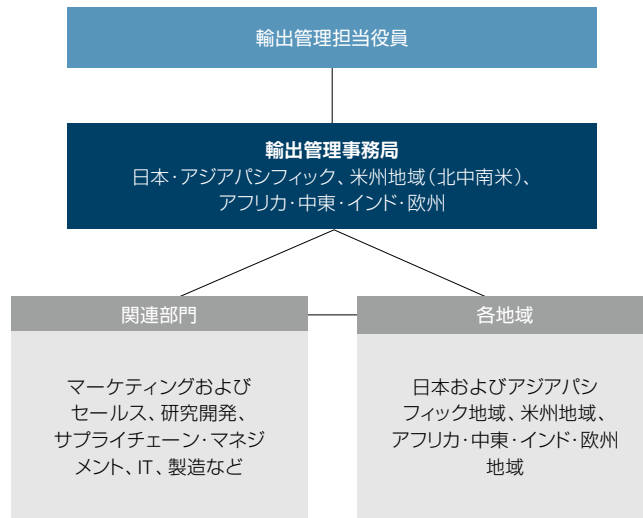 輸出管理担当役員
輸出管理事務局
日本・アジアパシフィック、米州地域（北中南米）、
アフリカ・中東・インド・欧州
関連部門
マーケティングおよび
セールス、研究開発、
サプライチェーン・マネジ
メント、IT、製造など
各地域
日本およびアジアパシ
フィック地域、米州地域、
アフリカ・中東・インド・欧州
地域